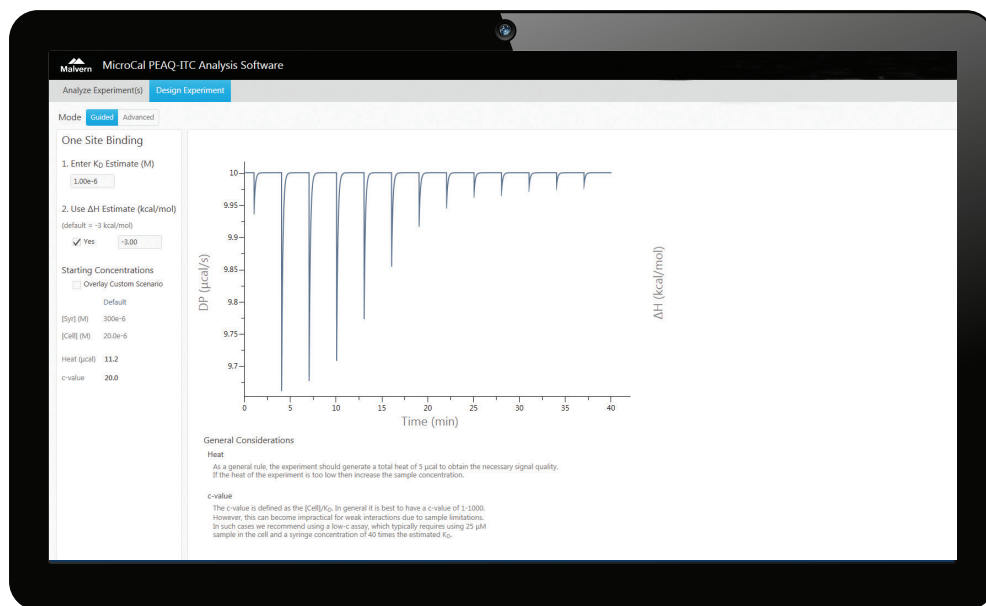 Malvern
MicroCal PEAQ-ITC Analysis Software
Analyze Experiment(s)
Design Experiment
Mode
Guided
Advanced
One Site Binding
1. Enter KD Estimate (M)
1.00e-6
2. Use ΔH Estimate (kcal/mol)
(default = -3 kcal/mol)
Yes
-3.00
Starting Concentrations
Overlay Custom Scenario
Default
[Syr] (M) 300e-6
[Cell] (M) 20.0e-6
Heat (µcal) 11.2
c-value 20.0
DP (µcal/s)
10
9.95
9.9
9.85
9.8
9.75
9.7
0 5 10 15 20 25 30 35 40
Time (min)
ΔH (kcal/mol)
General Considerations
Heat
As a general rule, the experiment should generate a total heat of 5 µcal to obtain the necessary signal quality.
If the heat of the experiment is too low then increase the sample concentration.
c-value
The c-value is defined as the [Cell]/KD. In general it is best to have a c-value of 1-1000.
However, this can become impractical for weak interactions due to sample limitations.
In such cases we recommend using a low-c assay, which typically requires using 25 µM
sample in the cell and a syringe concentration of 40 times the estimated KD.